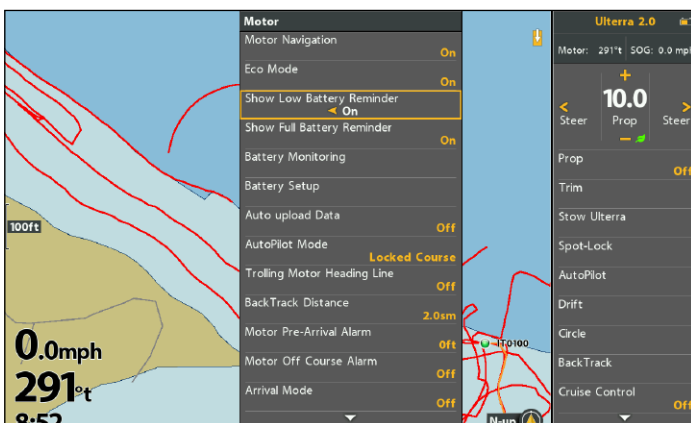 Motor
Motor Navigation
On
Eco Mode
On
Show Low Battery Reminder
On
Show Full Battery Reminder
On
Battery Monitoring
Battery Setup
Auto upload Data
Off
AutoPilot Mode
Locked Course
Trolling Motor Heading Line
Off
BackTrack Distance
2.0sm
Motor Pre-Arrival Alarm
0ft
Motor Off Course Alarm
Off
Arrival Mode
Off
100ft
0.0mph
291°t
8:52
IT0100
N-up
Ulterra 2.0
Motor: 291°t SOG: 0.0 mph
+
< 10.0 >
Steer Prop Steer
−
Prop
Off
Trim
Stow Ulterra
Spot-Lock
AutoPilot
Drift
Circle
BackTrack
Cruise Control
Off